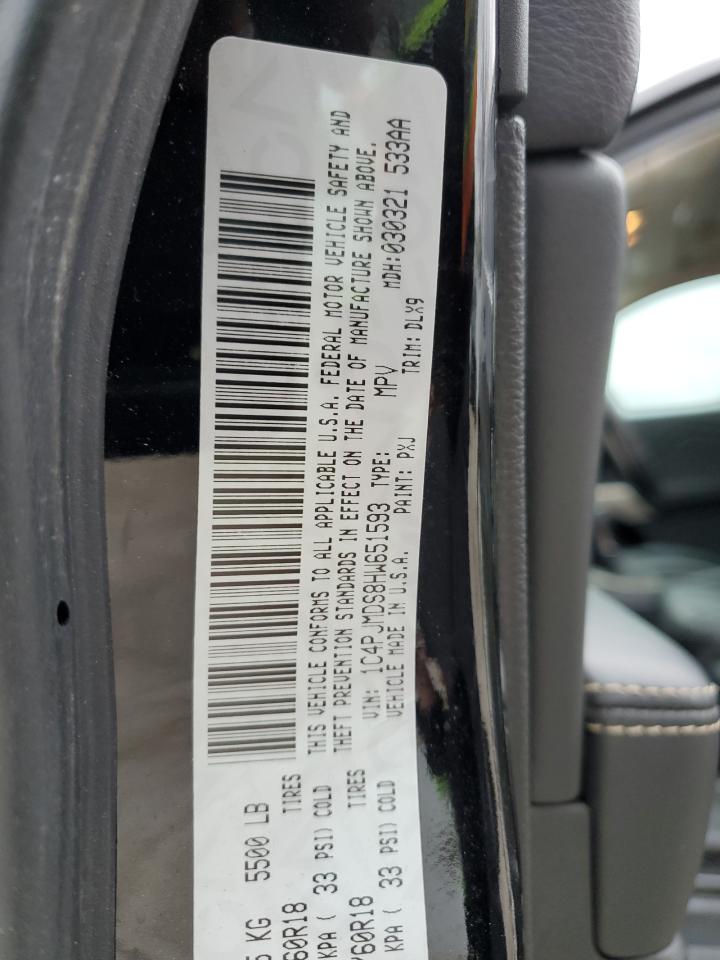 5500 LB
60R18 TIRES
KPA ( 33 PSI) COLD
60R18 TIRES
KPA ( 33 PSI) COLD
THIS VEHICLE CONFORMS TO ALL APPLICABLE U.S.A. FEDERAL MOTOR VEHICLE SAFETY AND
THEFT PREVENTION STANDARDS IN EFFECT ON THE DATE OF MANUFACTURE SHOWN ABOVE.
VIN: 1C4PJMDS8HW651593 TYPE: MPV MDH:030321 533AA
VEHICLE MADE IN U.S.A. PAINT: PXJ TRIM: DLX9